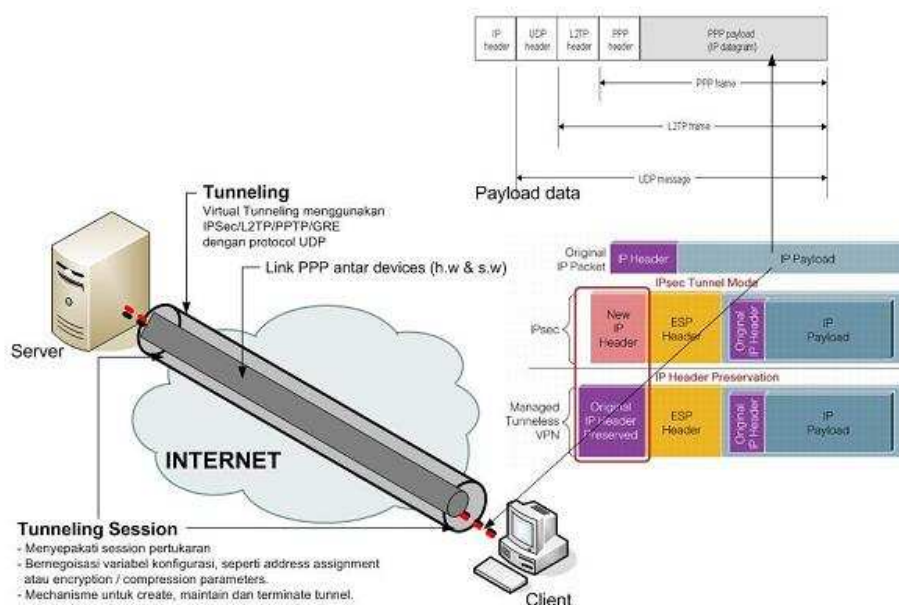 IP header
UDP header
L2TP header
PPP header
PPP payload
(IP datagram)
PPP frame
L2TP frame
UDP message
Payload data
Tunneling
Virtual Tunneling menggunakan
IPSec/L2TP/PPTP/GRE
dengan protocol UDP
Link PPP antar devices (h.w & s.w)
Server
INTERNET
Original
IP Packet
IP Header
IP Payload
IPsec Tunnel Mode
IPsec
New
IP
Header
ESP
Header
Original
IP Header
IP
Payload
IP Header Preservation
Managed
Tunneless
VPN
Original
IP Header
Preserved
ESP
Header
Original
IP Header
IP
Payload
Tunneling Session
- Menyepakati session pertukaran
- Bernegoisasi variabel konfigurasi, seperti address assignment
atau encryption / compression parameters.
- Mechanisme untuk create, maintain dan terminate tunnel.
Client